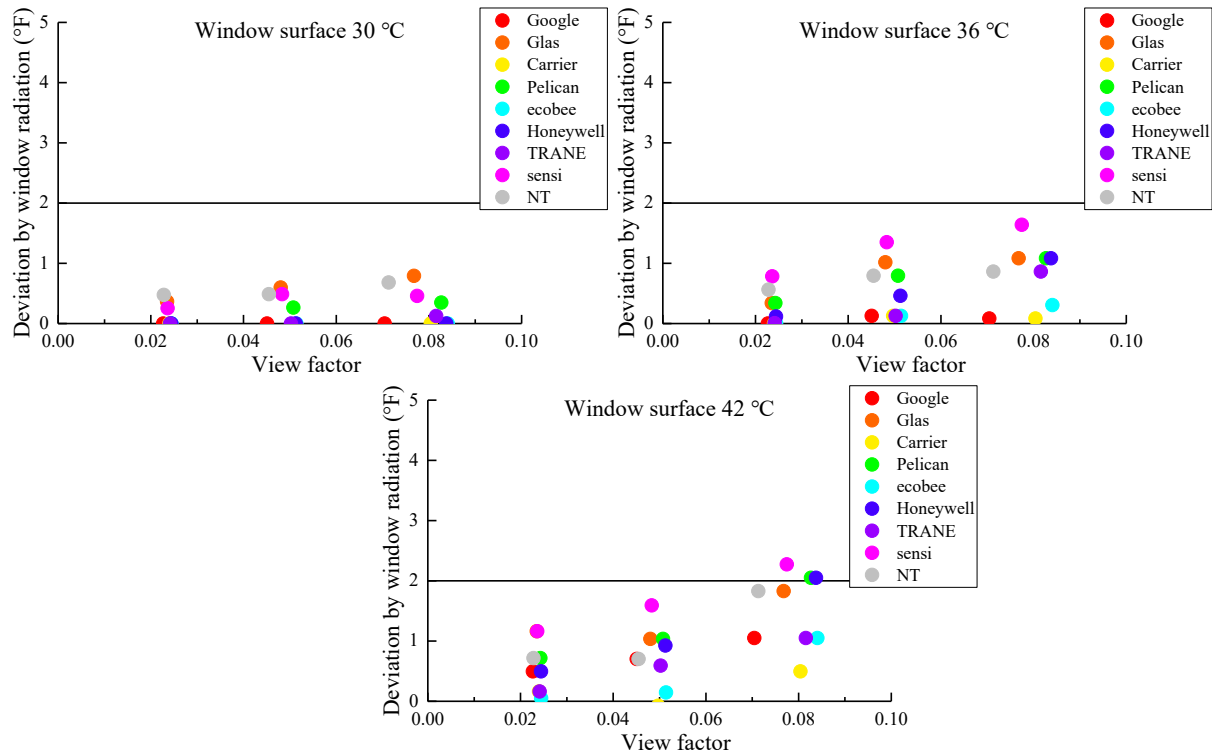 Window surface 30 °C
Deviation by window radiation (°F)
5
4
3
2
1
0
0.00 0.02 0.04 0.06 0.08 0.10
View factor
Google
Glas
Carrier
Pelican
ecobee
Honeywell
TRANE
sensi
NT
Window surface 36 °C
Deviation by window radiation (°F)
5
4
3
2
1
0
0.00 0.02 0.04 0.06 0.08 0.10
View factor
Google
Glas
Carrier
Pelican
ecobee
Honeywell
TRANE
sensi
NT
Window surface 42 °C
Deviation by window radiation (°F)
5
4
3
2
1
0
0.00 0.02 0.04 0.06 0.08 0.10
View factor
Google
Glas
Carrier
Pelican
ecobee
Honeywell
TRANE
sensi
NT